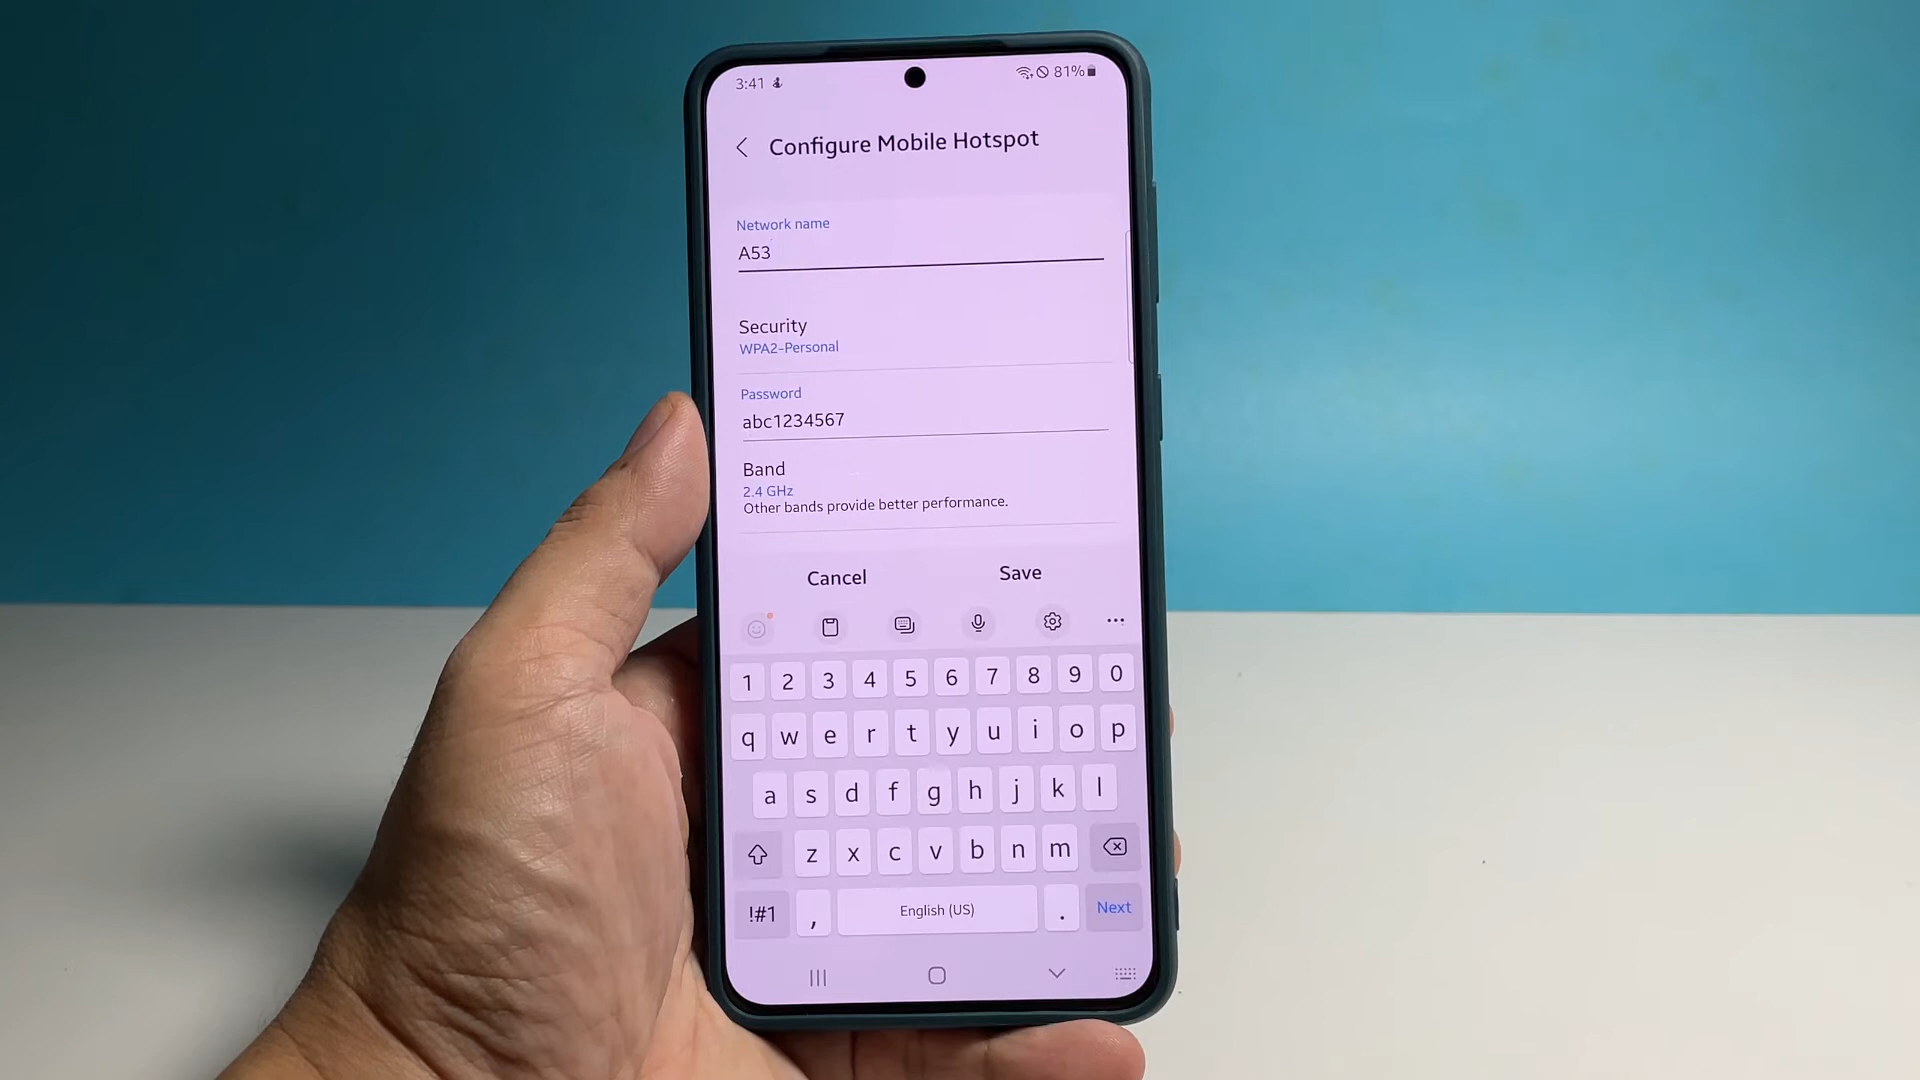 3:41 81%
Configure Mobile Hotspot
Network name
A53
Security
WPA2-Personal
Password
abc1234567
Band
2.4 GHz
Other bands provide better performance.
Cancel Save
1 2 3 4 5 6 7 8 9 0
q w e r t y u i o p
a s d f g h j k l
z x c v b n m
!#1 , English (US) . Next